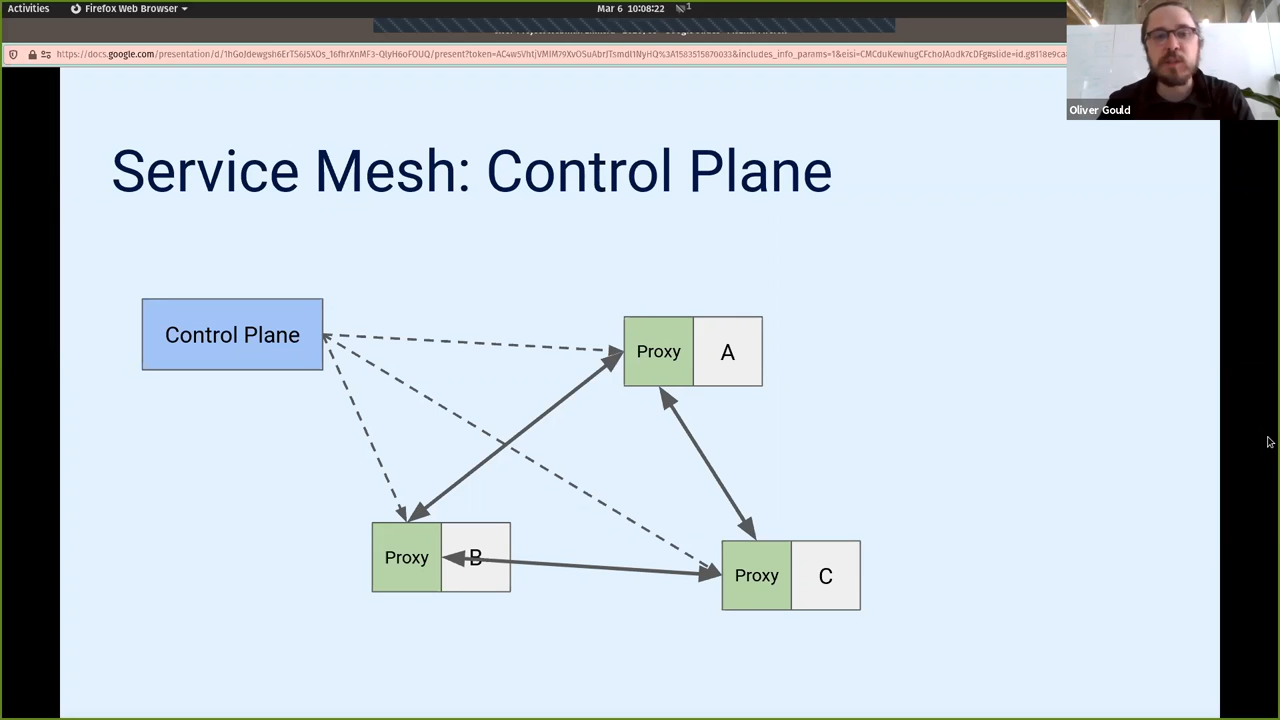 Activities
Firefox Web Browser
Mar 6 10:08:22
1
Oliver Gould
Service Mesh: Control Plane
Control Plane
Proxy
A
Proxy
B
Proxy
C